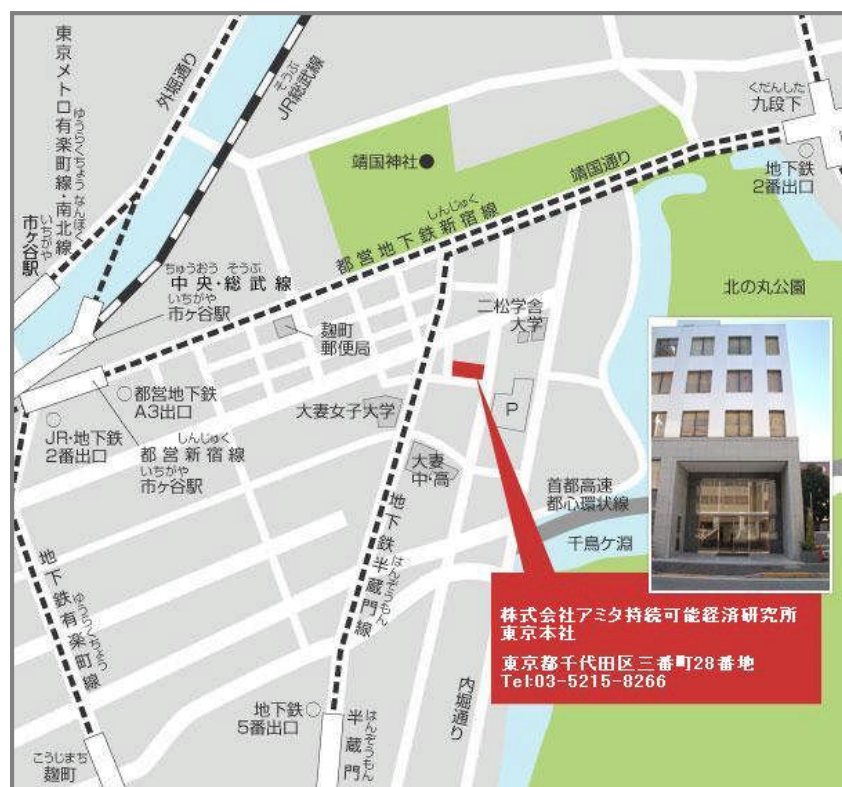 東京メトロ有楽町線・南北線
ゆうらくちょう なんぼく
いちがや
市ヶ谷駅
外堀通り
そうぶ
JR総武線
くだんした
九段下
地下鉄
2番出口
靖国神社
靖国通り
しんじゅく
都営地下鉄新宿線
ちゅうおう そうぶ
中央・総武線
いちがや
市ヶ谷駅
北の丸公園
二松学舎
大学
麹町
郵便局
都営地下鉄
A3出口
大妻女子大学
P
JR・地下鉄
2番出口
しんじゅく
都営新宿線
いちがや
市ヶ谷駅
大妻
中・高
首都高速
都心環状線
千鳥ケ淵
地下鉄半蔵門線
はんぞうもん
地下鉄有楽町線
ゆうらくちょう
株式会社アミタ持続可能経済研究所
東京本社
東京都千代田区三番町28番地
Tel:03-5215-8266
内堀通り
地下鉄
5番出口
半蔵門
はんぞうもん
こうじまち
麹町